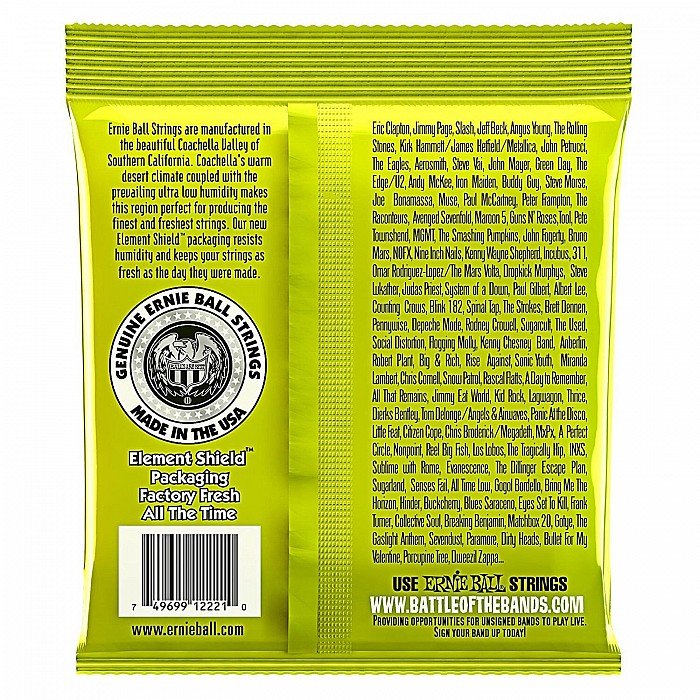 Ernie Ball Strings are manufactured in
the beautiful Coachella Valley of
Southern California. Coachella's warm
desert climate coupled with the
prevailing ultra low humidity makes
this region perfect for producing the
finest and freshest strings. Our new
Element Shield™ packaging resists
humidity and keeps your strings as
fresh as the day they were made.
GENUINE ERNIE BALL STRINGS
MADE IN THE USA
Element Shield™
Packaging
Factory Fresh
All The Time
7 49699 12221 0
www.ernieball.com
Eric Clapton, Jimmy Page, Slash, Jeff Beck, Angus Young, The Rolling
Stones, Kirk Hammett/James Hetfield/Metallica, John Petrucci,
The Eagles, Aerosmith, Steve Vai, John Mayer, Green Day, The
Edge/U2, Andy McKee, Iron Maiden, Buddy Guy, Steve Morse,
Joe Bonamassa, Muse, Paul McCartney, Peter Frampton, The
Raconteurs, Avenged Sevenfold, Maroon 5, Guns N' Roses, Tool, Pete
Townshend, MGMT, The Smashing Pumpkins, John Fogerty, Bruno
Mars, NOFX, Nine Inch Nails, Kenny Wayne Shepherd, Incubus, 311,
Omar Rodriguez-Lopez/The Mars Volta, Dropkick Murphys, Steve
Lukather, Judas Priest, System of a Down, Paul Gilbert, Albert Lee,
Counting Crows, Blink 182, Spinal Tap, The Strokes, Brett Dennen,
Pennywise, Depeche Mode, Rodney Crowell, Sugarcult, The Used,
Social Distortion, Flogging Molly, Kenny Chesney Band, Anberlin,
Robert Plant, Big & Rich, Rise Against, Sonic Youth, Miranda
Lambert, Chris Cornell, Snow Patrol, Rascal Flatts, A Day to Remember,
All That Remains, Jimmy Eat World, Kid Rock, Lagwagon, Thrice,
Dierks Bentley, Tom Delonge/Angels & Airwaves, Panic At the Disco,
Little Feat, Citizen Cope, Chris Broderick/Megadeth, MxPx, A Perfect
Circle, Nonpoint, Reel Big Fish, Los Lobos, The Tragically Hip, INXS,
Sublime with Rome, Evanescence, The Dillinger Escape Plan,
Sugarland, Senses Fail, All Time Low, Gogol Bordello, Bring Me The
Horizon, Hinder, Buckcherry, Blues Saraceno, Eyes Set To Kill, Frank
Turner, Collective Soul, Breaking Benjamin, Matchbox 20, Gotye, The
Gaslight Anthem, Sevendust, Paramore, Dirty Heads, Bullet For My
Valentine, Porcupine Tree, Dweezil Zappa...
USE ERNIE BALL STRINGS
WWW.BATTLEOFTHEBANDS.COM
PROVIDING OPPORTUNITIES FOR UNSIGNED BANDS TO PLAY LIVE.
SIGN YOUR BAND UP TODAY!